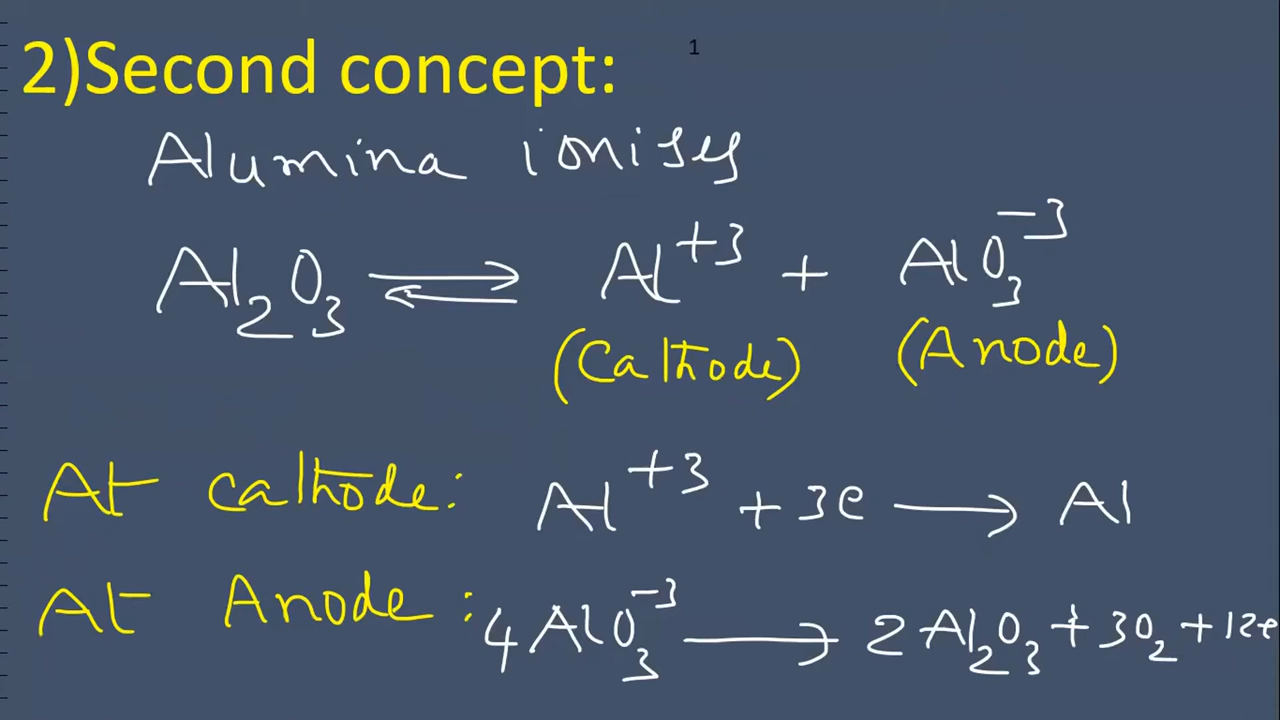 2)Second concept: 1
Alumina ionises
Al2O3 ⇌ Al+3 + AlO3-3
(Cathode) (Anode)
At cathode: Al+3 + 3e → Al
At Anode: 4AlO3-3 → 2Al2O3 + 3O2 + 12e